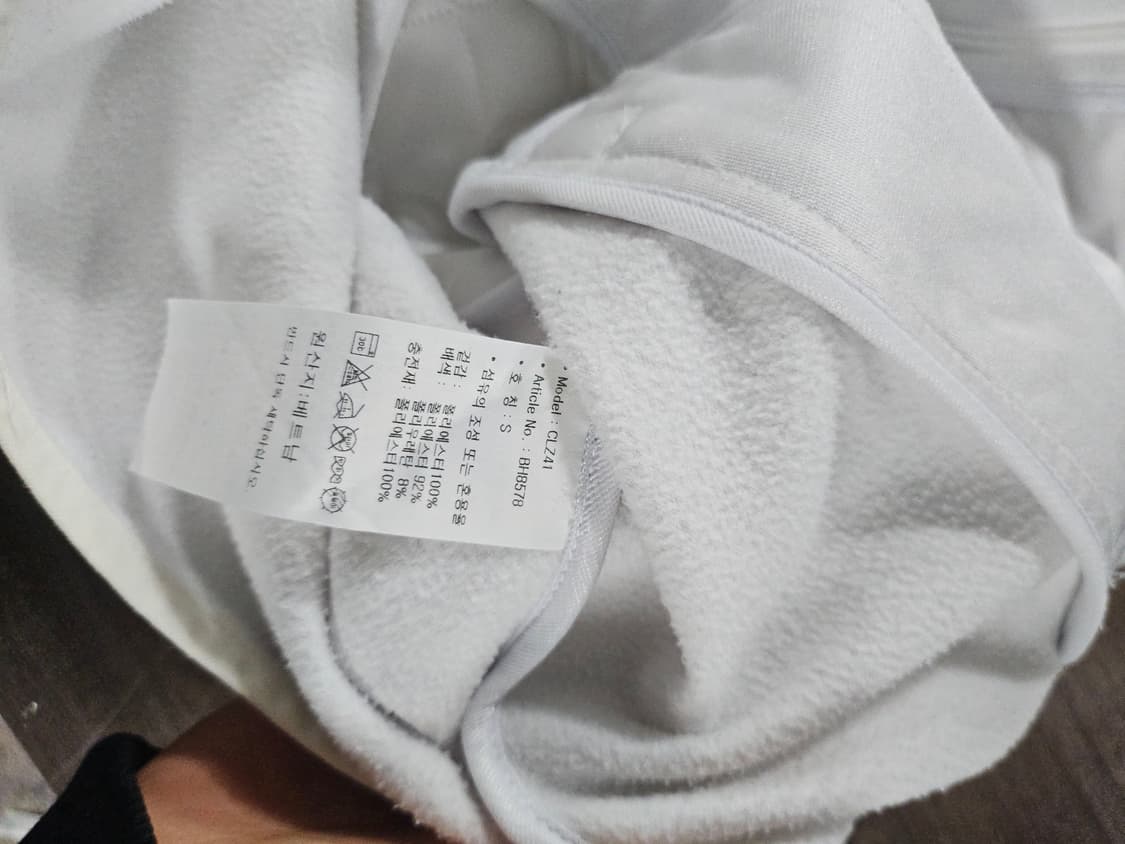 • Model : CLZ41
• Article No. : BH8578
• 호 칭 : S
• 섬유의 조성 또는 혼용율
겉감 : 폴리에스터100%
배색 : 폴리에스터 92%
폴리우레탄 8%
충전재: 폴리에스터100%
30℃
원산지:베트남
반드시 단독 세탁하십시오.